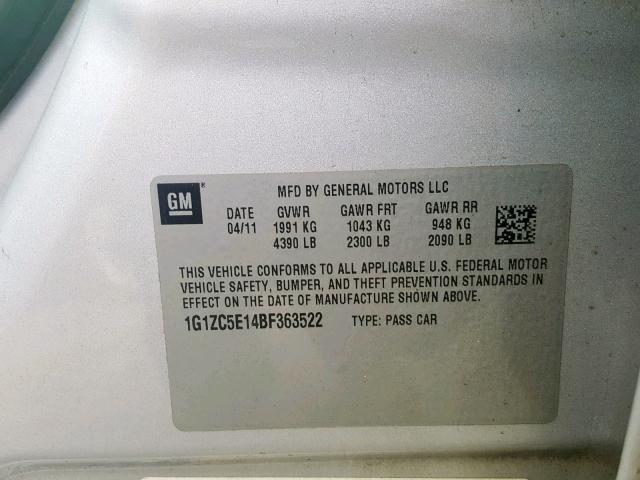 GM® MFD BY GENERAL MOTORS LLC
DATE GVWR GAWR FRT GAWR RR
04/11 1991 KG 1043 KG 948 KG
4390 LB 2300 LB 2090 LB
THIS VEHICLE CONFORMS TO ALL APPLICABLE U.S. FEDERAL MOTOR
VEHICLE SAFETY, BUMPER, AND THEFT PREVENTION STANDARDS IN
EFFECT ON THE DATE OF MANUFACTURE SHOWN ABOVE.
1G1ZC5E14BF363522 TYPE: PASS CAR